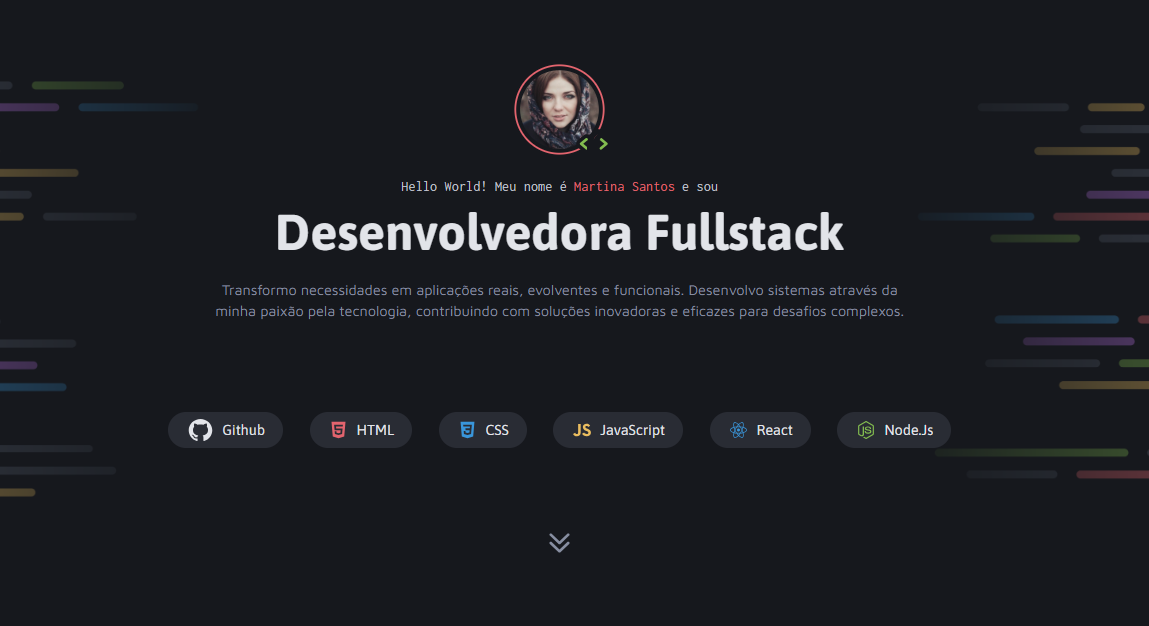 Hello World! Meu nome é Martina Santos e sou
Desenvolvedora Fullstack
Transformo necessidades em aplicações reais, evolventes e funcionais. Desenvolvo sistemas através da
minha paixão pela tecnologia, contribuindo com soluções inovadoras e eficazes para desafios complexos.
Github HTML CSS JS JavaScript React JS Node.Js